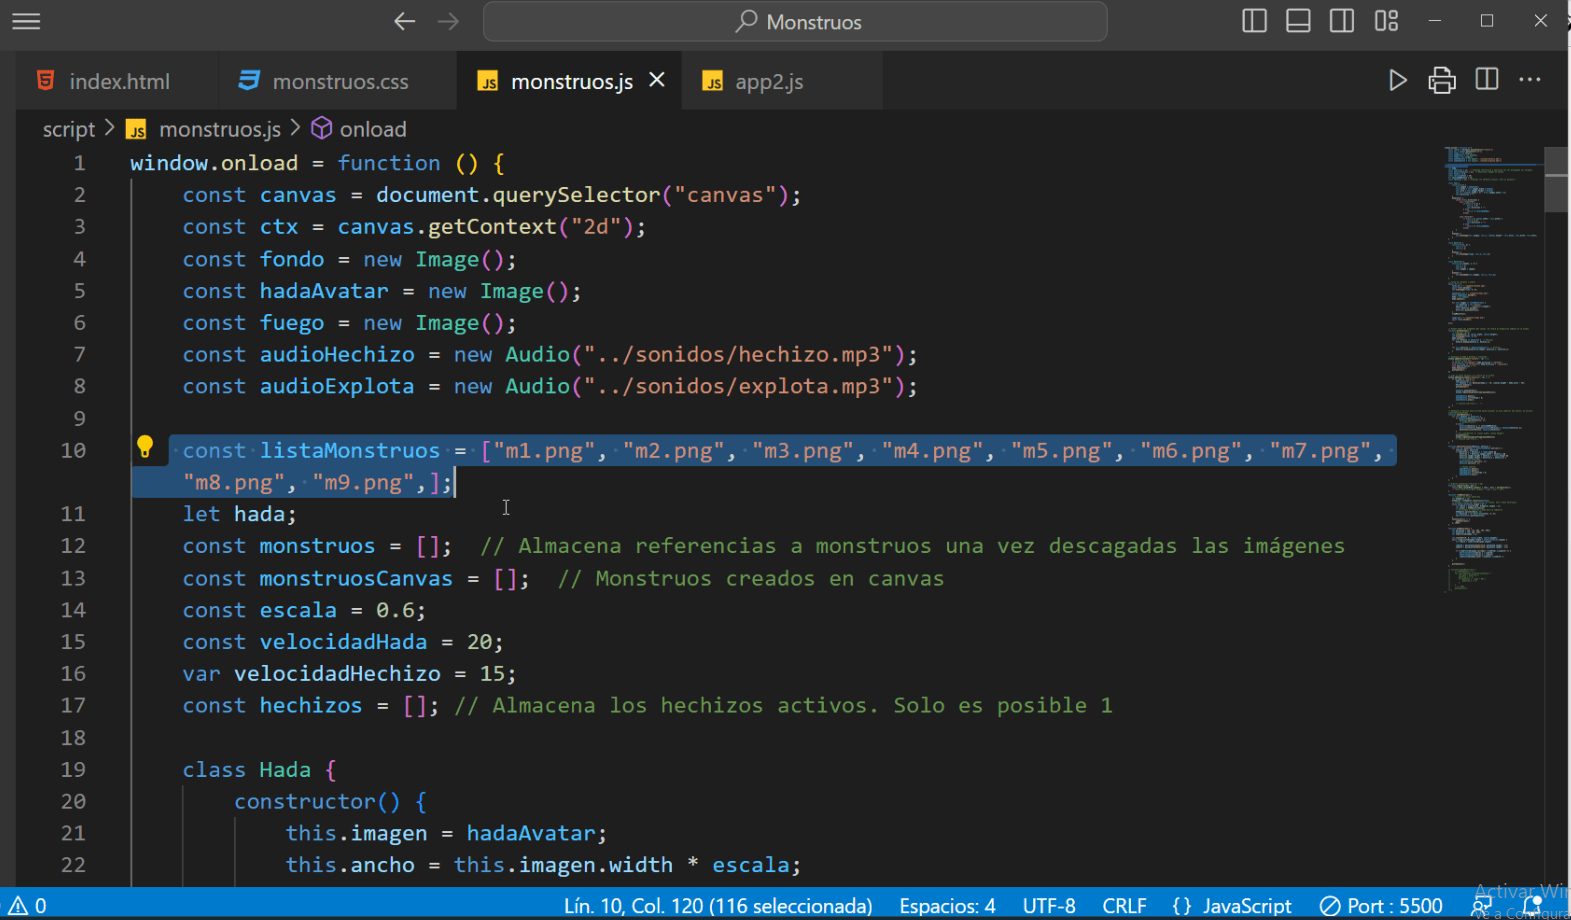 Monstruos
index.html monstruos.css monstruos.js app2.js
script > monstruos.js > onload
1 window.onload = function () {
2 const canvas = document.querySelector("canvas");
3 const ctx = canvas.getContext("2d");
4 const fondo = new Image();
5 const hadaAvatar = new Image();
6 const fuego = new Image();
7 const audioHechizo = new Audio("../sonidos/hechizo.mp3");
8 const audioExplota = new Audio("../sonidos/explota.mp3");
9
10 const listaMonstruos = ["m1.png", "m2.png", "m3.png", "m4.png", "m5.png", "m6.png", "m7.png",
"m8.png", "m9.png",];
11 let hada;
12 const monstruos = []; // Almacena referencias a monstruos una vez descagadas las imágenes
13 const monstruosCanvas = []; // Monstruos creados en canvas
14 const escala = 0.6;
15 const velocidadHada = 20;
16 var velocidadHechizo = 15;
17 const hechizos = []; // Almacena los hechizos activos. Solo es posible 1
18
19 class Hada {
20 constructor() {
21 this.imagen = hadaAvatar;
22 this.ancho = this.imagen.width * escala;
Activar Win
0 Lín. 10, Col. 120 (116 seleccionada) Espacios: 4 UTF-8 CRLF {} JavaScript Port : 5500